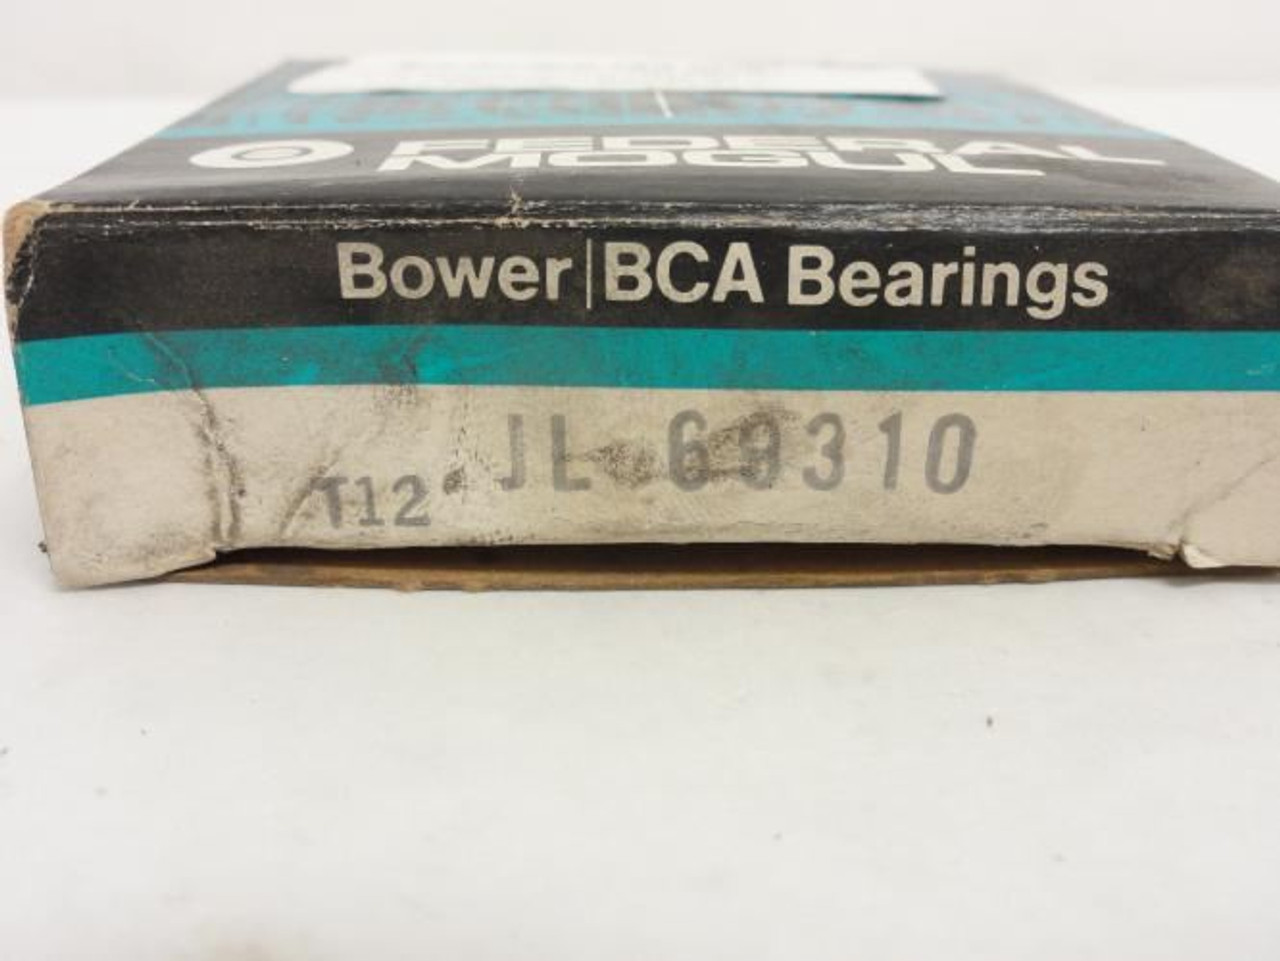 FEDERAL
MOGUL
Bower|BCA Bearings
JL 69310
T12